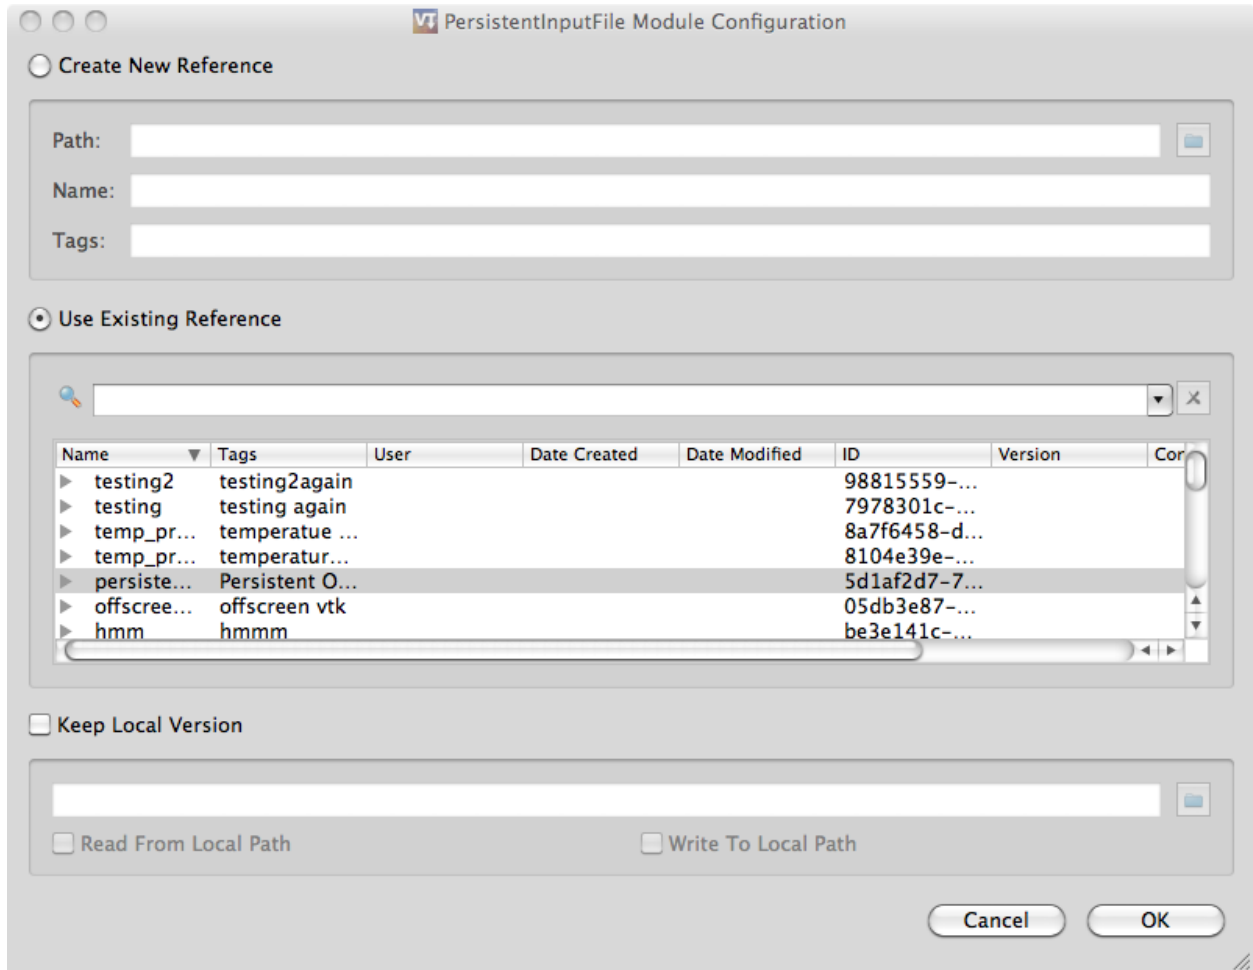 VT PersistentInputFile Module Configuration
Create New Reference
Path:
Name:
Tags:
Use Existing Reference
Name Tags User Date Created Date Modified ID Version Con
testing2 testing2again 98815559-...
testing testing again 7978301c-...
temp_pr... temperatue ... 8a7f6458-d...
temp_pr... temperatur... 8104e39e-...
persiste... Persistent O... 5d1af2d7-7...
offscree... offscreen vtk 05db3e87-...
hmm hmmm be3e141c-...
Keep Local Version
Read From Local Path Write To Local Path
Cancel OK